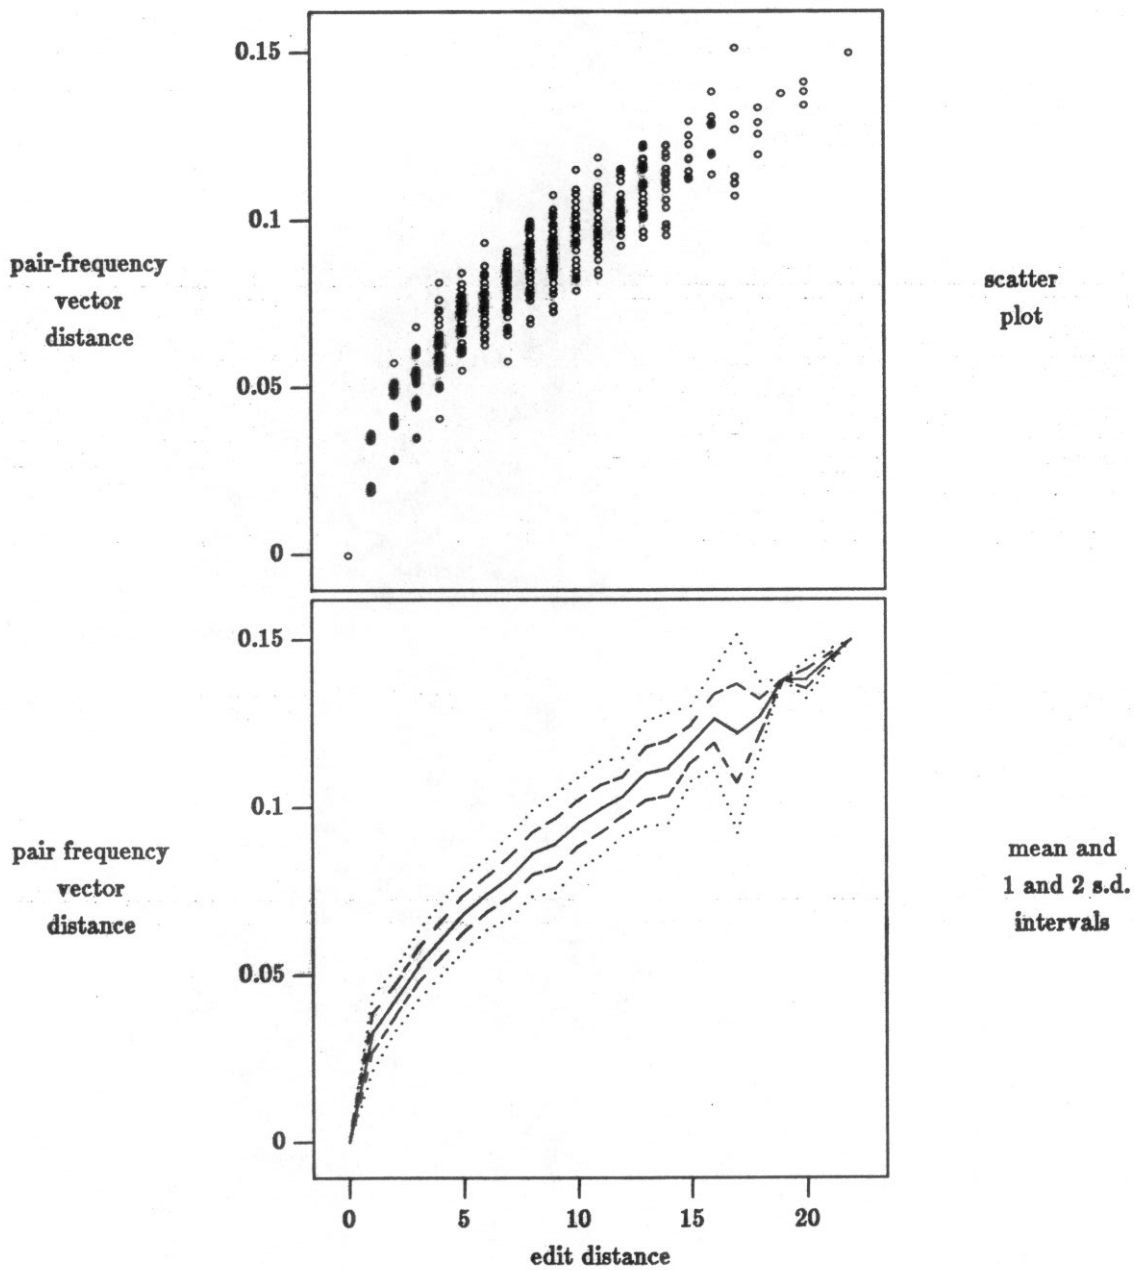 0.15
0.1
pair-frequency
vector
distance
scatter
plot
0.05
0
0.15
0.1
pair frequency
vector
distance
mean and
1 and 2 s.d.
intervals
0.05
0
0 5 10 15 20
edit distance